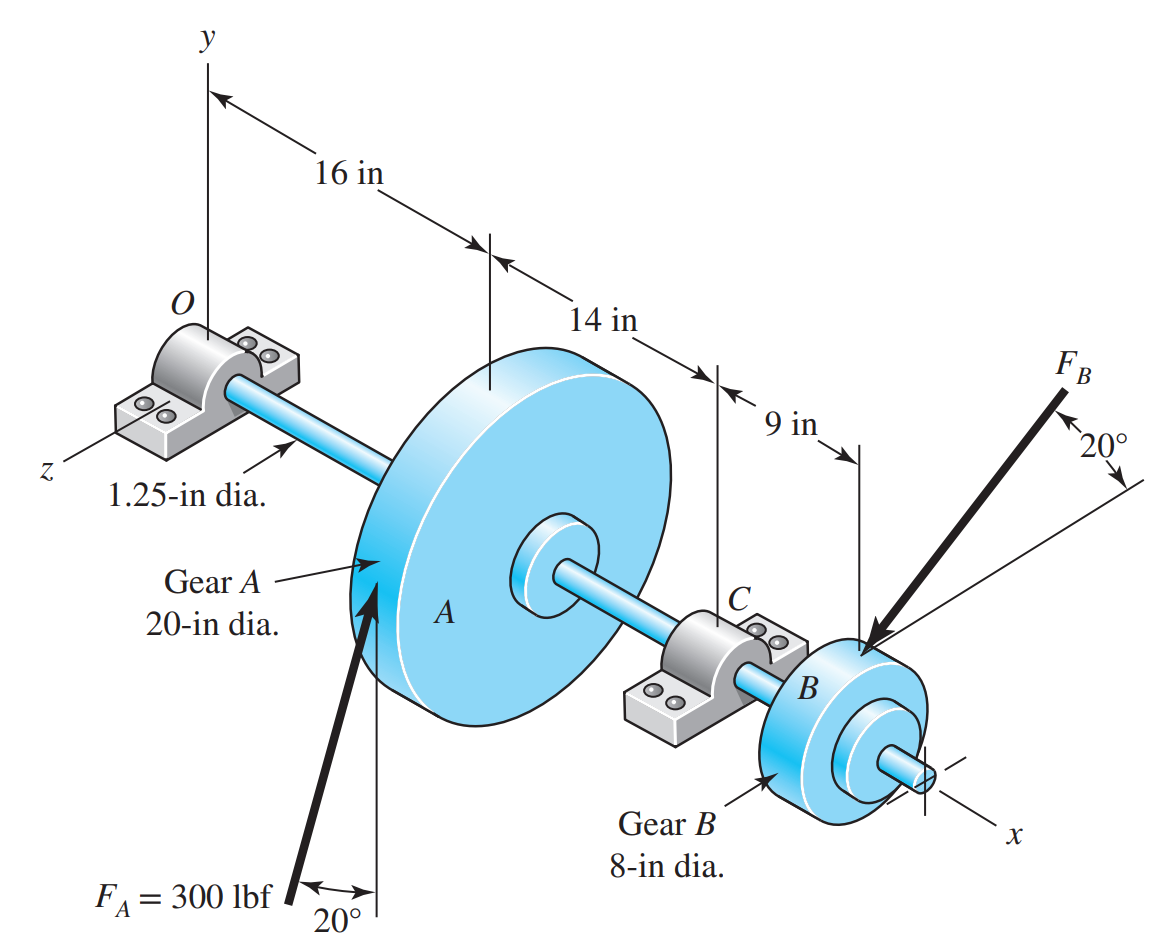 y
16 in
O
14 in
F_B
9 in
20°
z
1.25-in dia.
Gear A
20-in dia.
A
C
B
Gear B
8-in dia.
x
F_A = 300 lbf
20°